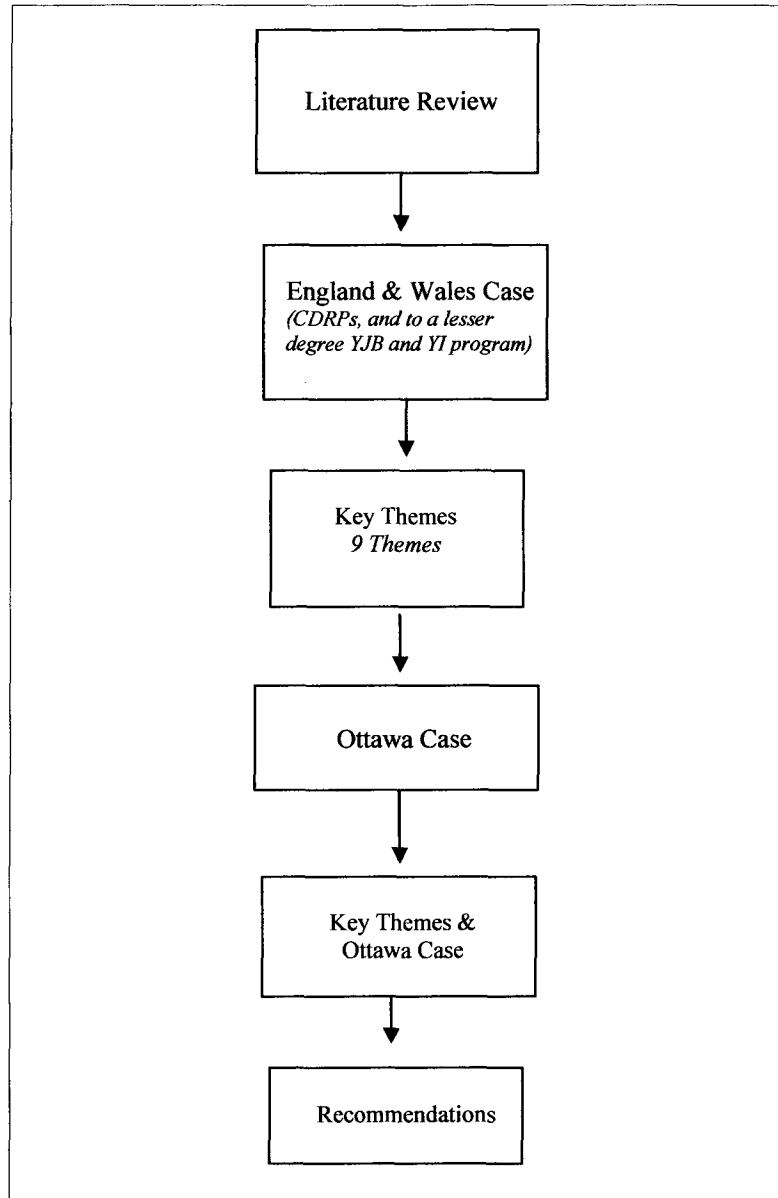 Literature Review
England & Wales Case
(CDRPs, and to a lesser
degree YJB and YI program)
Key Themes
9 Themes
Ottawa Case
Key Themes &
Ottawa Case
Recommendations